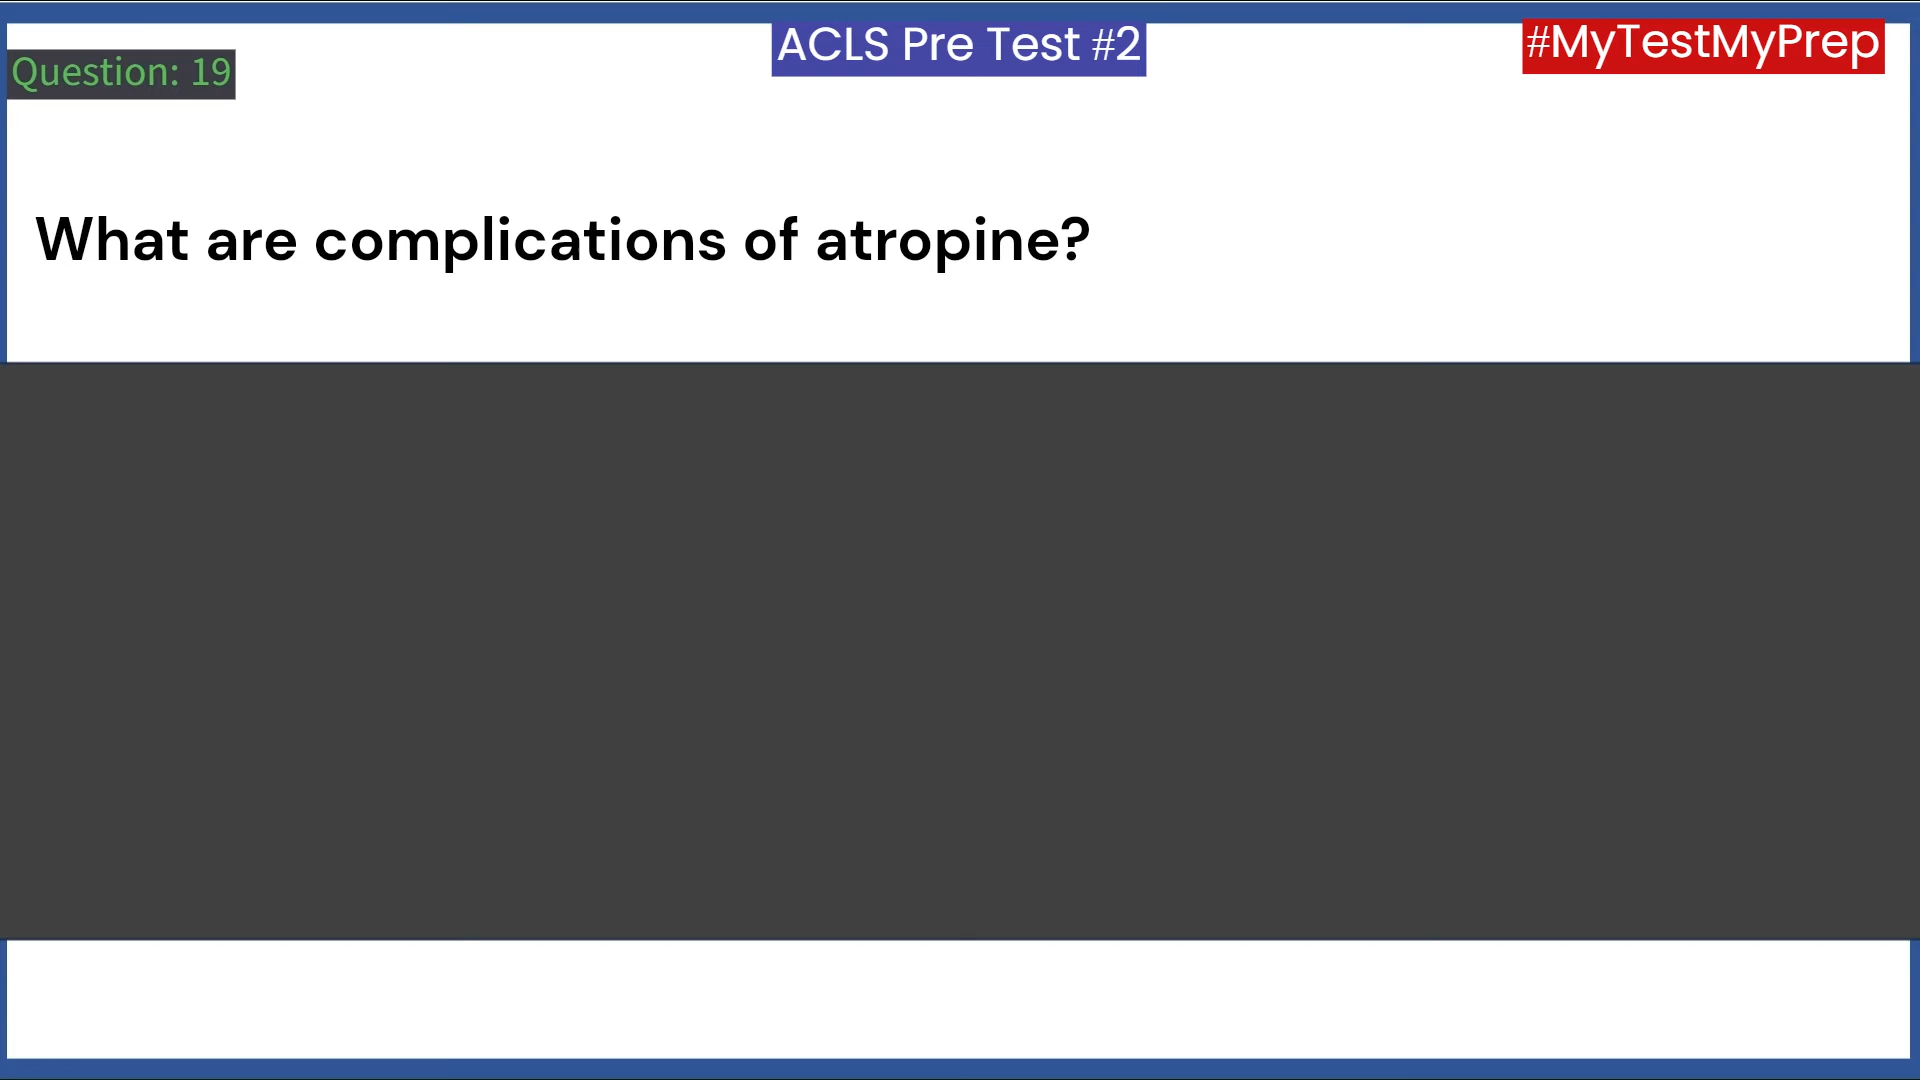 ACLS Pre Test #2
#MyTestMyPrep
Question: 19
What are complications of atropine?